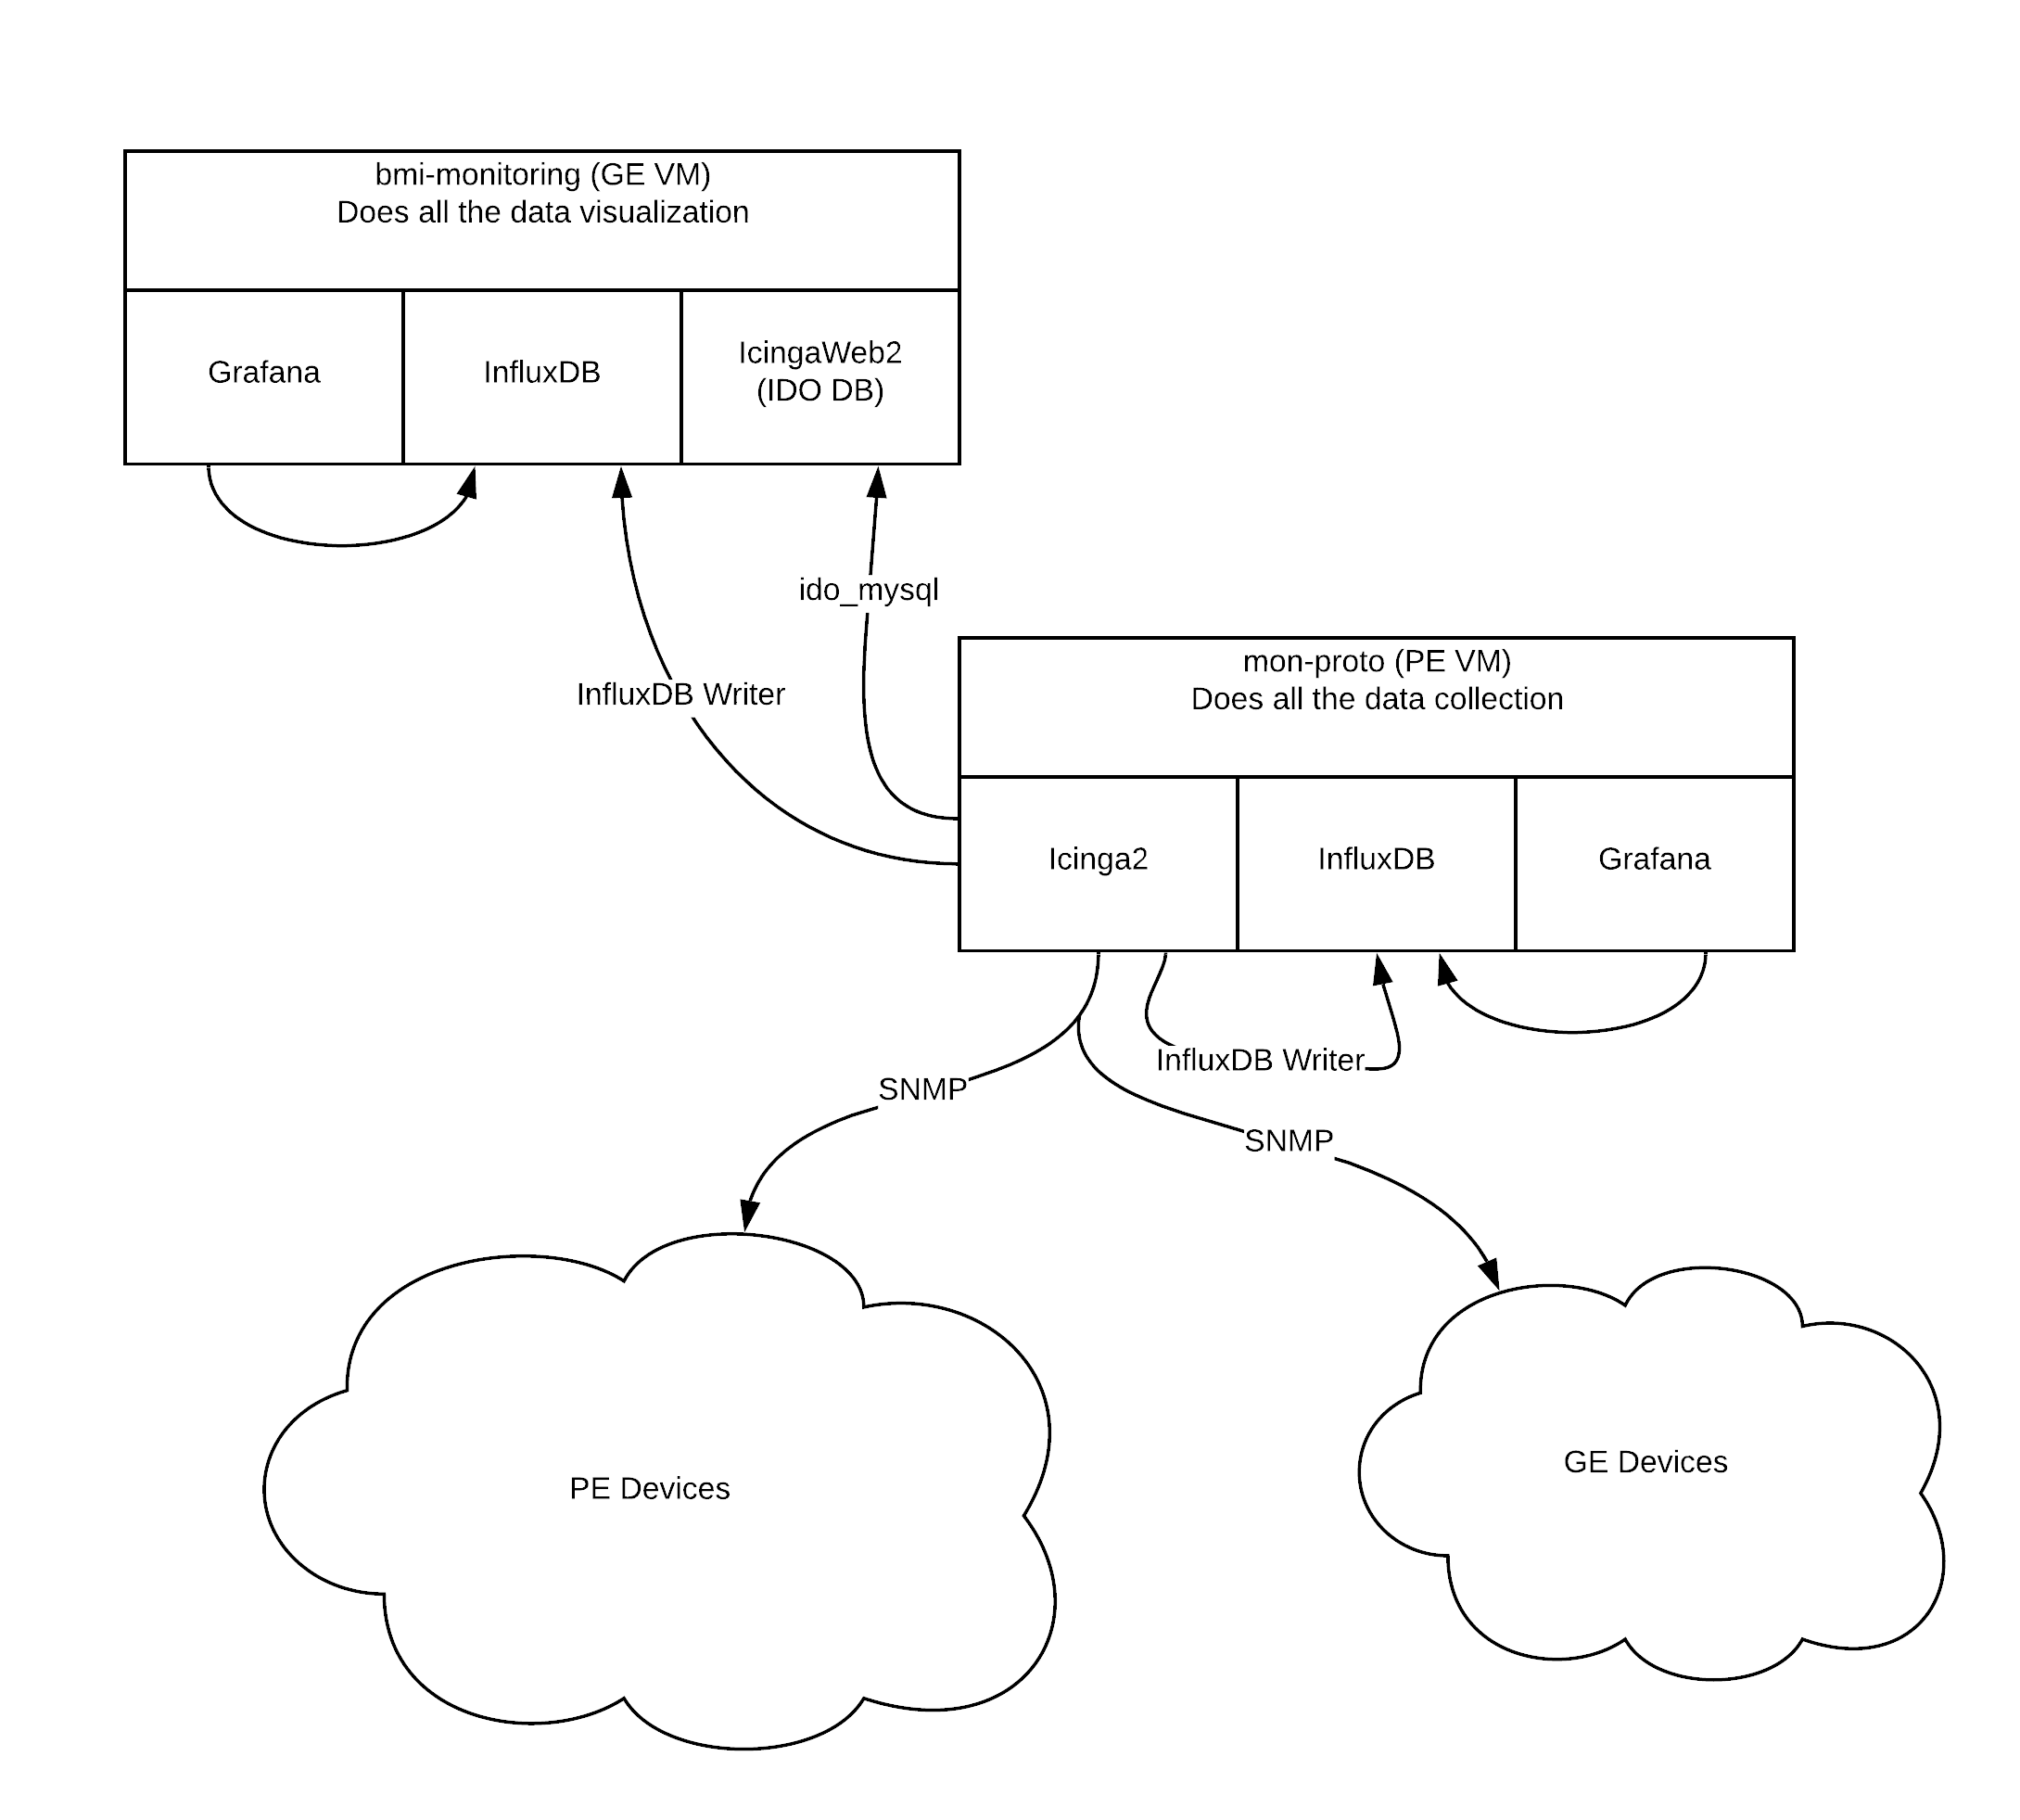 bmi-monitoring (GE VM)
Does all the data visualization
Grafana
InfluxDB
IcingaWeb2
(IDO DB)
ido_mysql
InfluxDB Writer
mon-proto (PE VM)
Does all the data collection
Icinga2
InfluxDB
Grafana
InfluxDB Writer
SNMP
SNMP
PE Devices
GE Devices